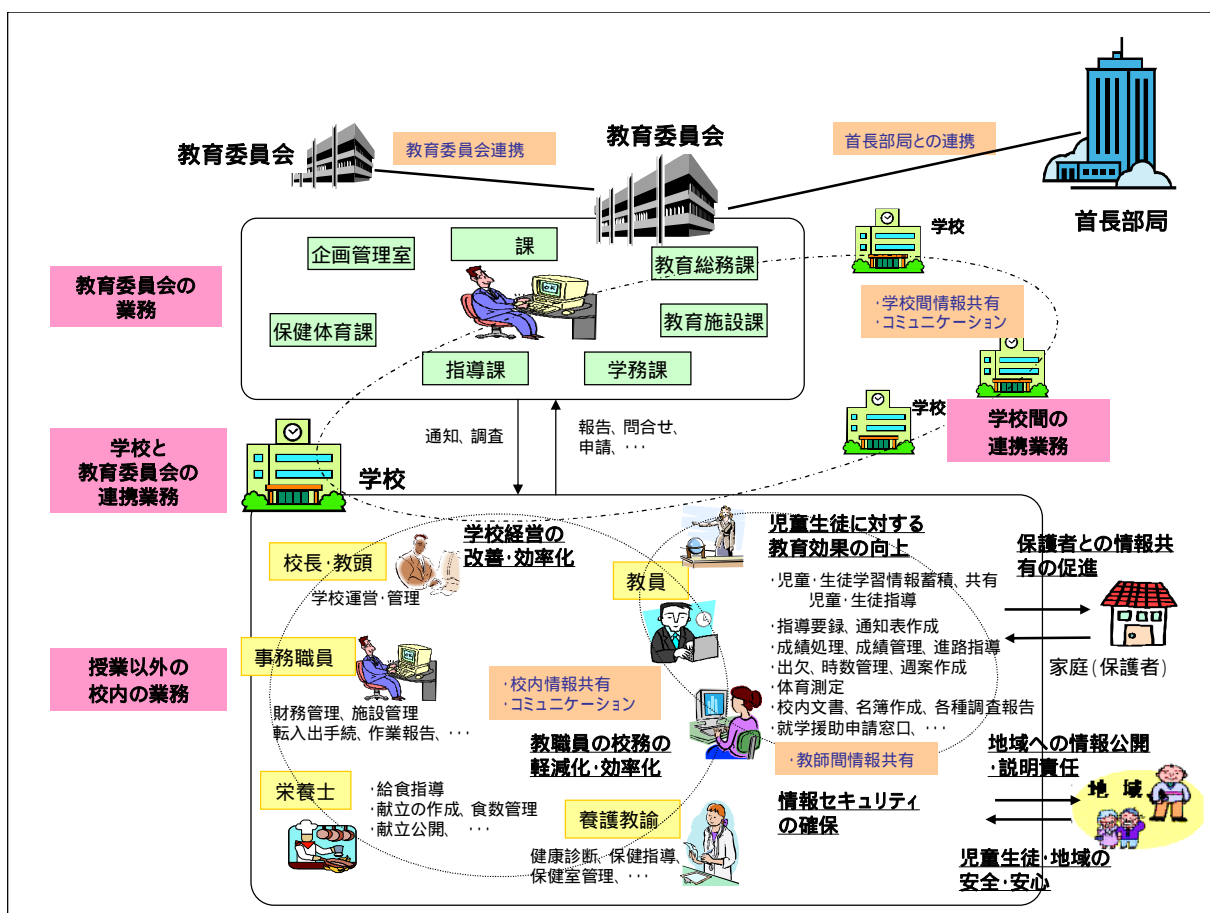 教育委員会
教育委員会連携
教育委員会
首長部局との連携
首長部局
教育委員会の
業務
企画管理室
課
教育総務課
保健体育課
教育施設課
指導課
学務課
学校
・学校間情報共有
・コミュニケーション
学校
学校間の
連携業務
学校と
教育委員会の
連携業務
学校
通知、調査
報告、問合せ、
申請、・・・
授業以外の
校内の業務
学校経営の
改善・効率化
校長・教頭
学校運営・管理
事務職員
財務管理、施設管理
転入出手続、作業報告、・・・
栄養士
・給食指導
・献立の作成、食数管理
・献立公開、 ・・・
・校内情報共有
・コミュニケーション
教職員の校務の
軽減化・効率化
養護教諭
健康診断、保健指導、
保健室管理、・・・
教員
児童生徒に対する
教育効果の向上
・児童・生徒学習情報蓄積、共有
児童・生徒指導
・指導要録、通知表作成
・成績処理、成績管理、進路指導
・出欠、時数管理、週案作成
・体育測定
・校内文書、名簿作成、各種調査報告
・就学援助申請窓口、・・・
・教師間情報共有
情報セキュリティ
の確保
保護者との情報共
有の促進
家庭(保護者)
地域への情報公開
・説明責任
地域
児童生徒・地域の
安全・安心